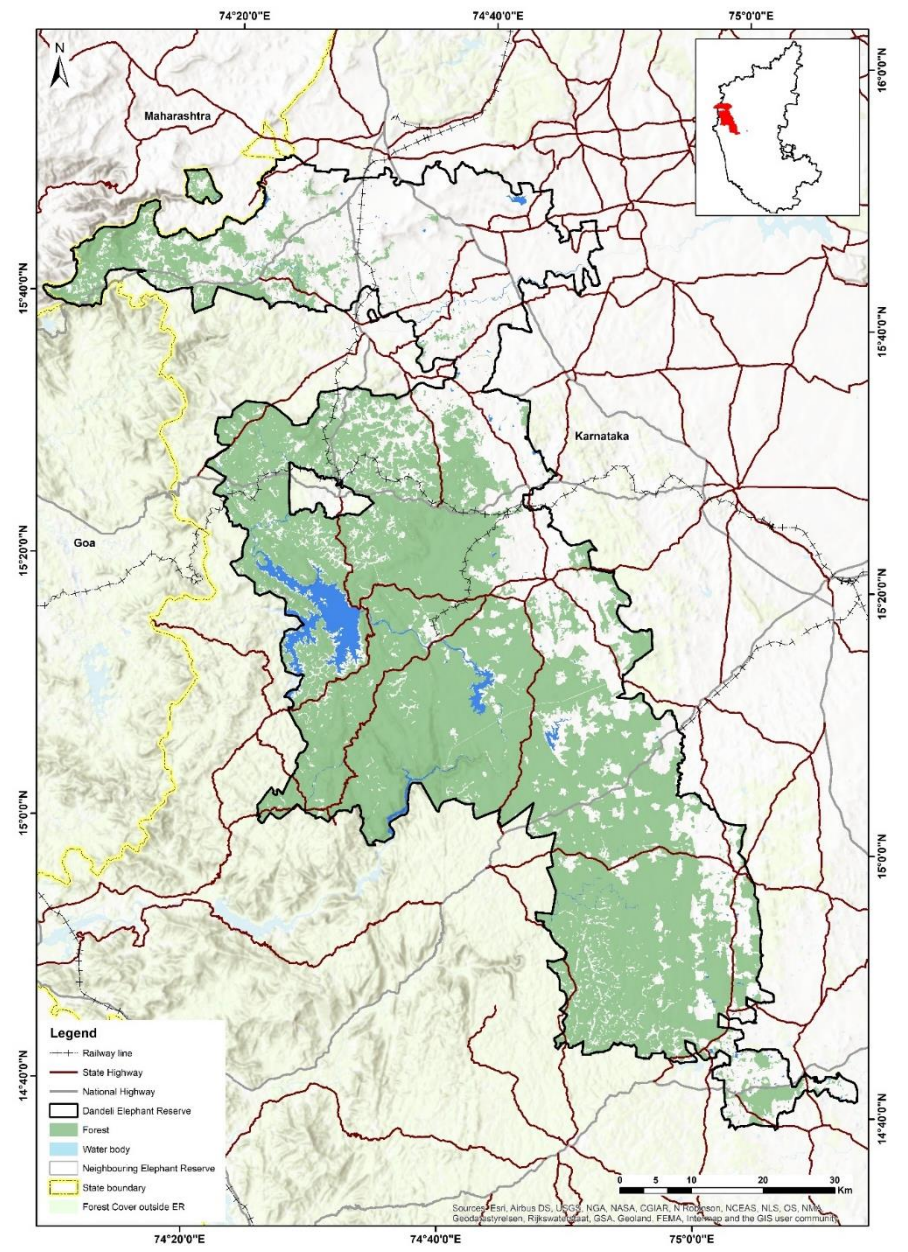 74°20'0"E
74°40'0"E
75°0'0"E
N
16°0'0"N
Maharashtra
15°40'0"N
15°40'0"N
Karnataka
Goa
15°20'0"N
15°20'0"N
15°0'0"N
15°0'0"N
14°40'0"N
14°40'0"N
Legend
Railway line
State Highway
National Highway
Dandeli Elephant Reserve
Forest
Water body
Neighbouring Elephant Reserve
State boundary
Forest Cover outside ER
0 5 10 20 30
Km
Sources: Esri, Airbus DS, USGS, NGA, NASA, CGIAR, N Robinson, NCEAS, NLS, OS, NMA,
Geodatastyrelsen, Rijkswaterstaat, GSA, Geoland, FEMA, Intermap and the GIS user community
74°20'0"E
74°40'0"E
75°0'0"E